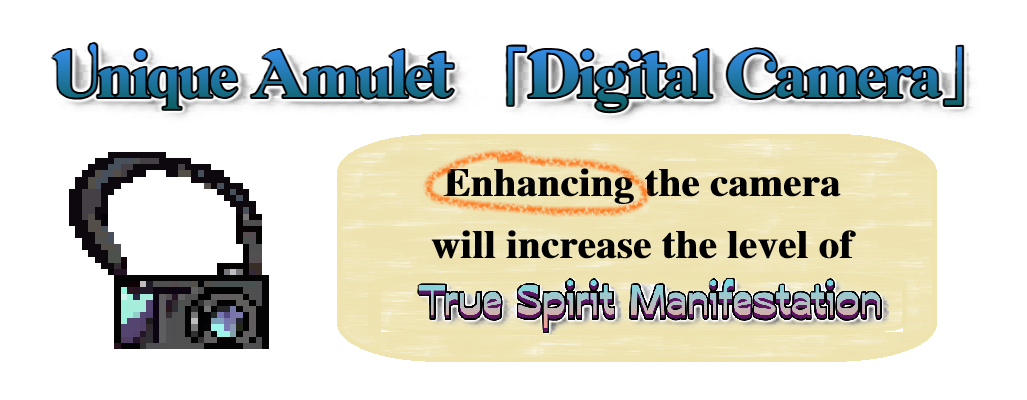 Unique Amulet 「Digital Camera」
Enhancing the camera
will increase the level of
True Spirit Manifestation